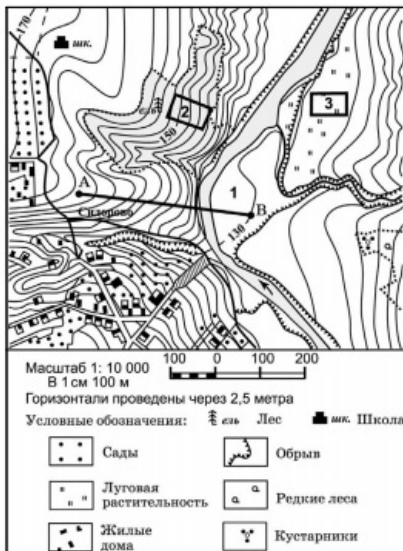 170
шк.
2
3
ель
150
А
1
В
Сидорово
130
Масштаб 1: 10 000
В 1 см 100 м
100 0 100 200
Горизонтали проведены через 2,5 метра
Условные обозначения: ель Лес шк. Школа
Сады
Обрыв
Луговая растительность
Редкие леса
Жилые дома
Кустарники